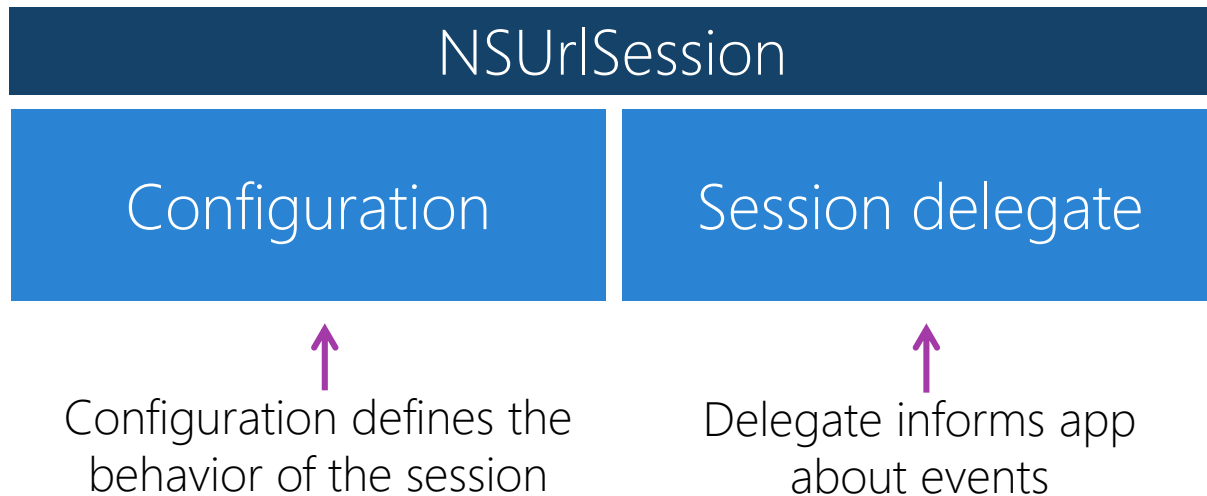 NSUrlSession
Configuration
Session delegate
Configuration defines the
behavior of the session
Delegate informs app
about events